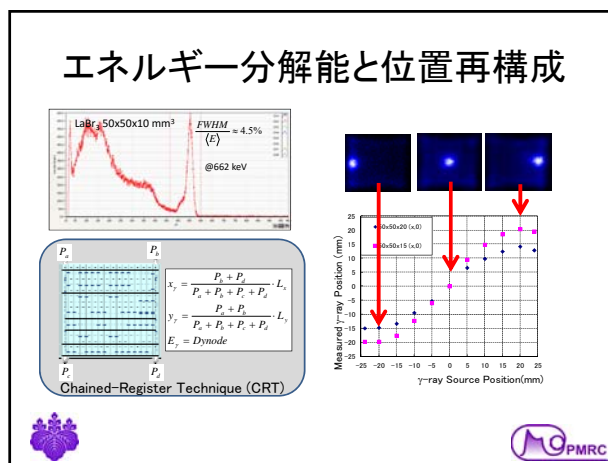 エネルギー分解能と位置再構成
LaBr3 50x50x10 mm³
FWHM / ⟨E⟩ ≈ 4.5%
@662 keV
Pa Pb
xγ = (Pb + Pd) / (Pa + Pb + Pc + Pd) · Lx
yγ = (Pa + Pb) / (Pa + Pb + Pc + Pd) · Ly
Eγ = Dynode
Pc Pd
Chained-Register Technique (CRT)
50x50x20 (x,0)
50x50x15 (x,0)
Measured γ-ray Position (mm)
25
20
15
10
5
0
-5
-10
-15
-20
-25
-25 -20 -15 -10 -5 0 5 10 15 20 25
γ-ray Source Position(mm)
PMRC